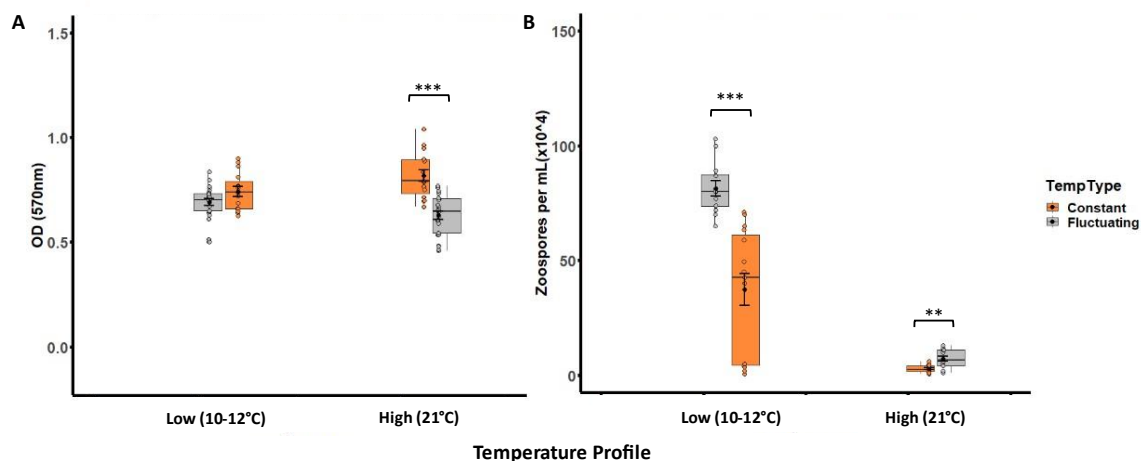 A
OD (570nm)
1.5
1.0
0.5
0.0
***
Low (10-12°C)
High (21°C)
B
Zoospores per mL(x10^4)
150
100
50
0
***
**
Low (10-12°C)
High (21°C)
TempType
Constant
Fluctuating
Temperature Profile